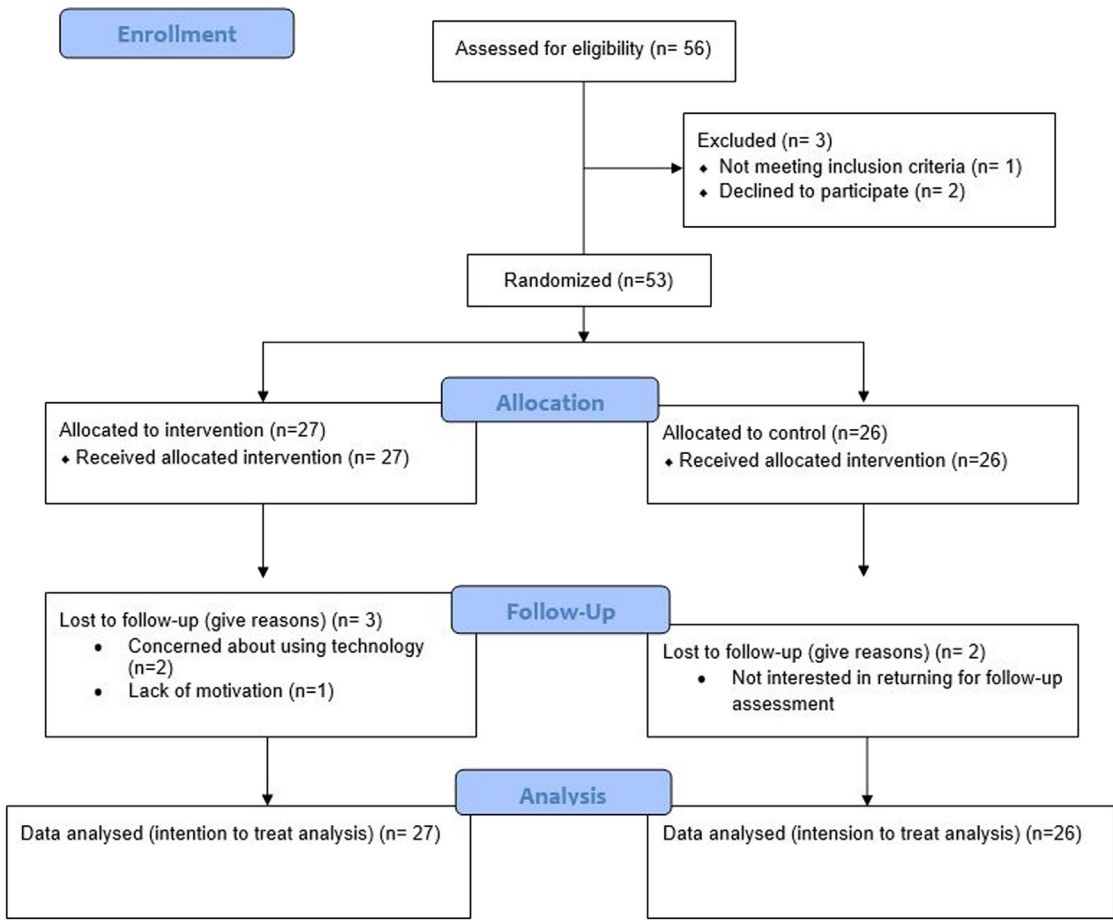 Enrollment
Assessed for eligibility (n= 56)
Excluded (n= 3)
⬥ Not meeting inclusion criteria (n= 1)
⬥ Declined to participate (n= 2)
Randomized (n=53)
Allocation
Allocated to intervention (n=27)
⬥ Received allocated intervention (n= 27)
Allocated to control (n=26)
⬥ Received allocated intervention (n=26)
Follow-Up
Lost to follow-up (give reasons) (n= 3)
• Concerned about using technology
(n=2)
• Lack of motivation (n=1)
Lost to follow-up (give reasons) (n= 2)
• Not interested in returning for follow-up
assessment
Analysis
Data analysed (intention to treat analysis) (n= 27)
Data analysed (intension to treat analysis) (n=26)